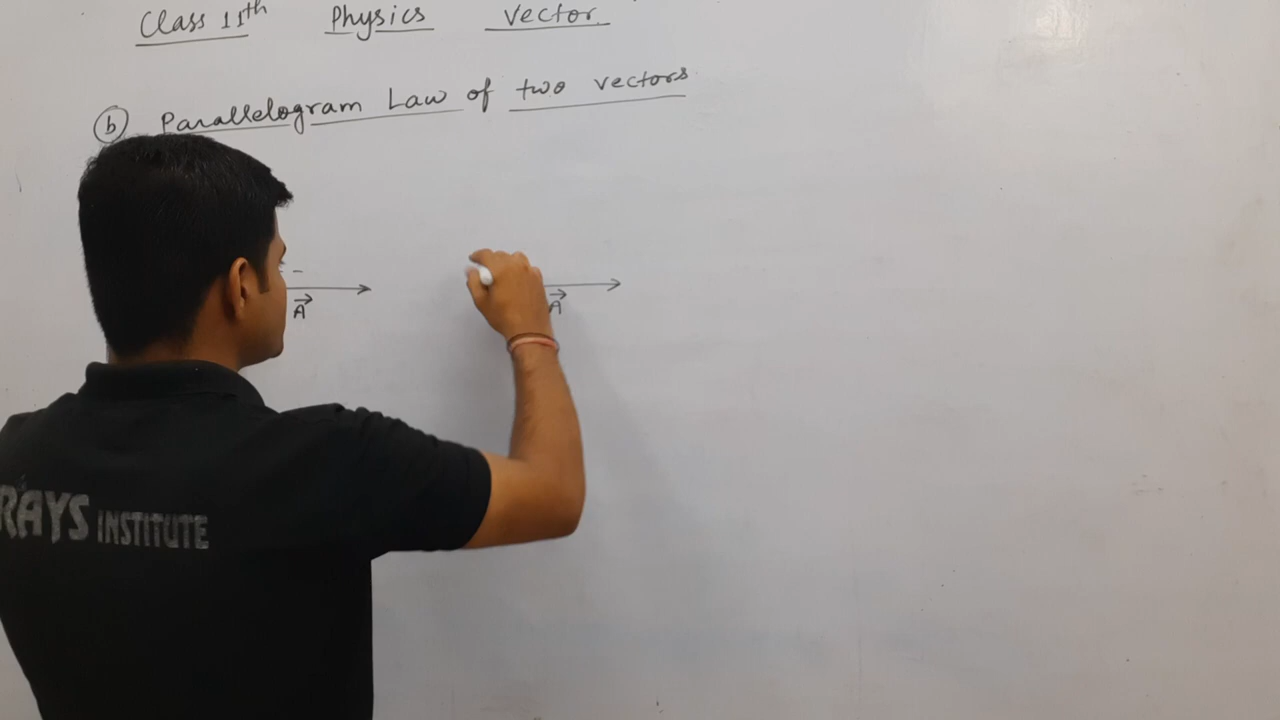 Class 11th Physics Vector
(b) Parallelogram Law of two vectors
A
A
RAYS INSTITUTE